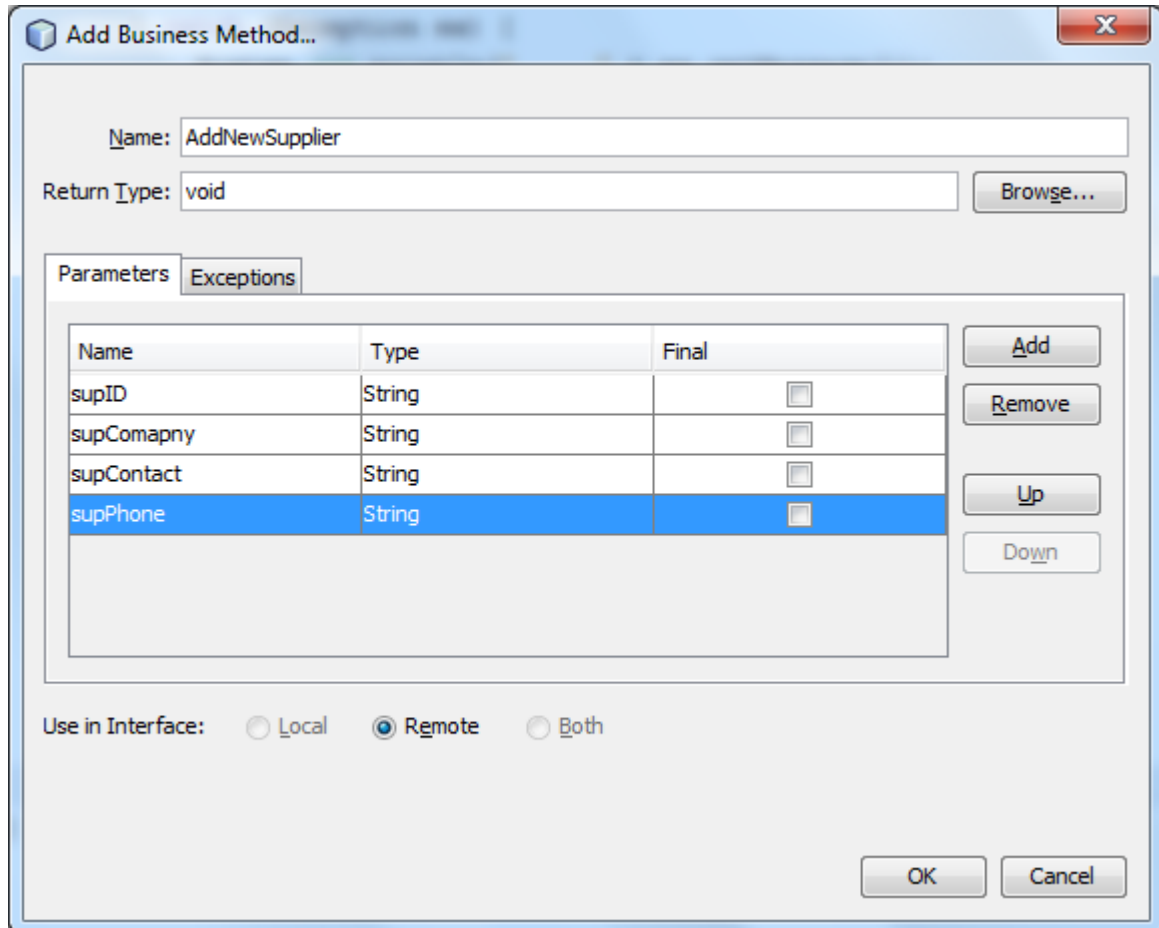 Add Business Method...
Name: AddNewSupplier
Return Type: void Browse...
Parameters Exceptions
Name Type Final Add
supID String Remove
supComapny String
supContact String Up
supPhone String Down
Use in Interface: Local Remote Both
OK Cancel